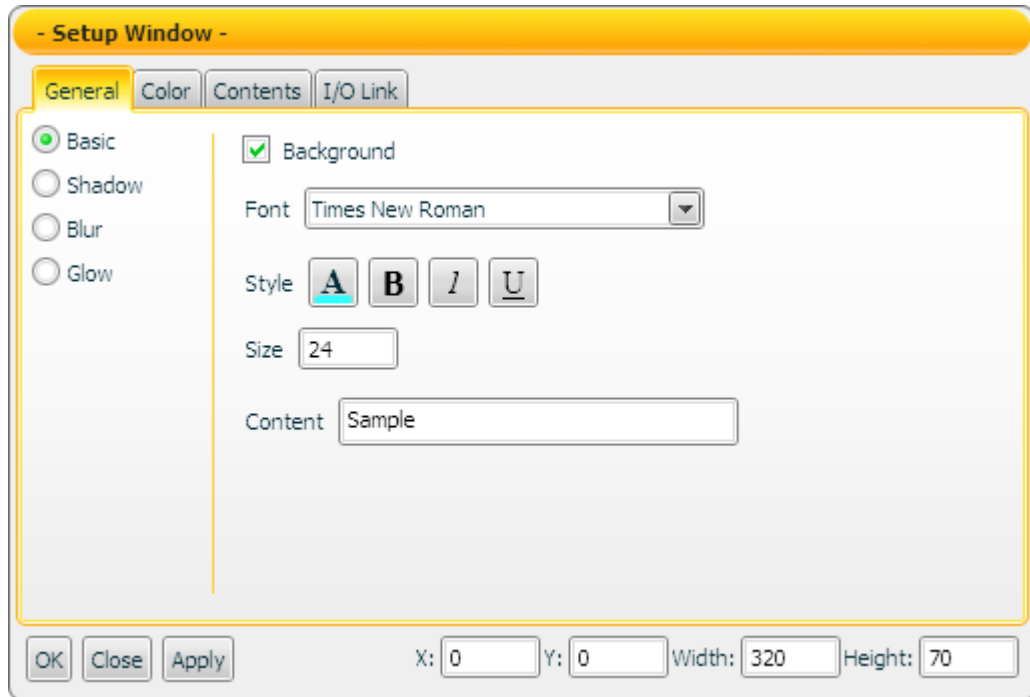 - Setup Window -
General Color Contents I/O Link
Basic
Shadow
Blur
Glow
Background
Font Times New Roman
Style A B I U
Size 24
Content Sample
OK Close Apply X: 0 Y: 0 Width: 320 Height: 70